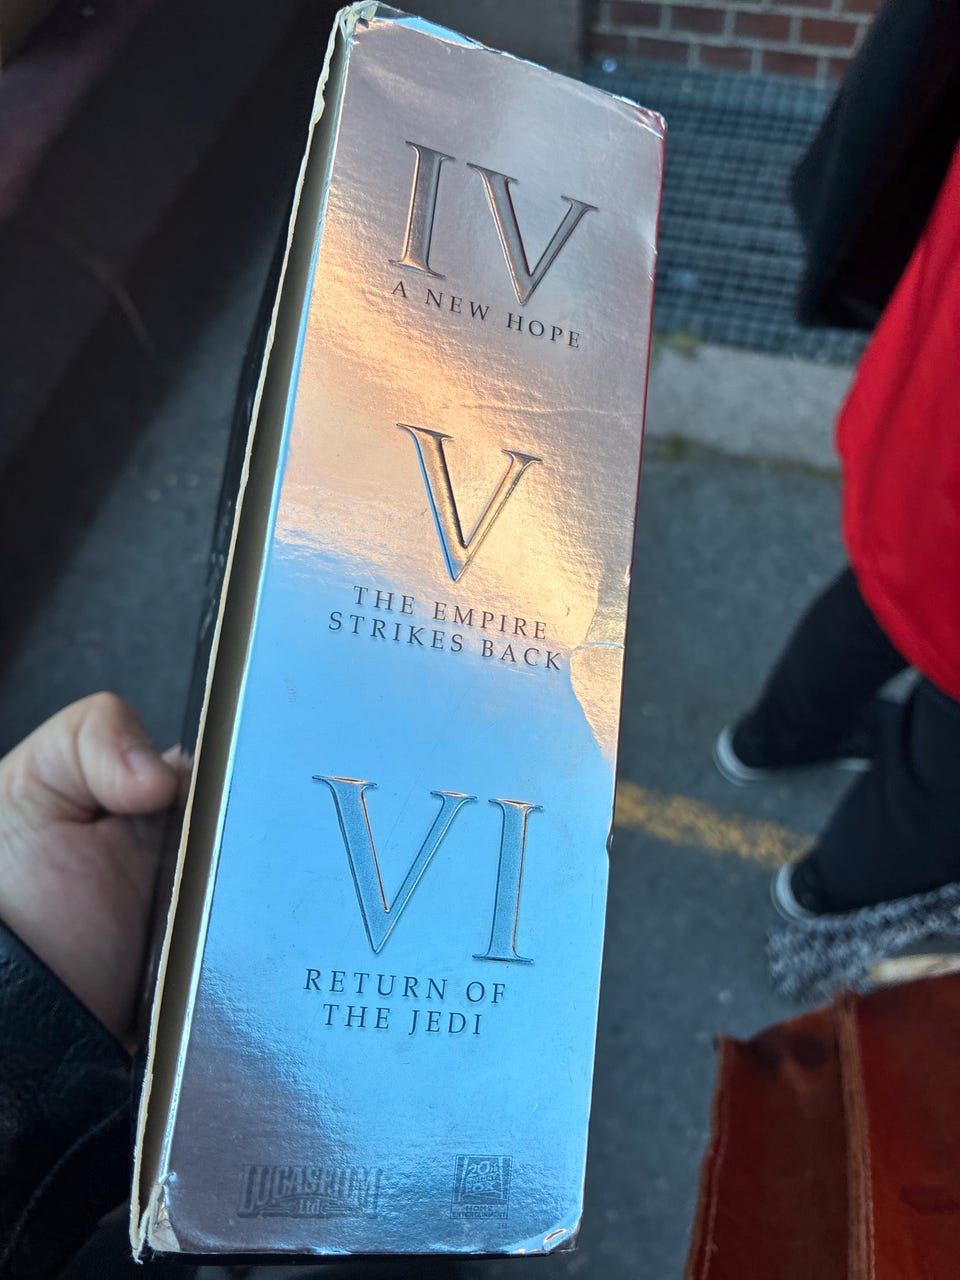 IV
A NEW HOPE
V
THE EMPIRE
STRIKES BACK
VI
RETURN OF
THE JEDI
LUCASFILM
Ltd
20th
CENTURY
FOX
HOME
ENTERTAINMENT